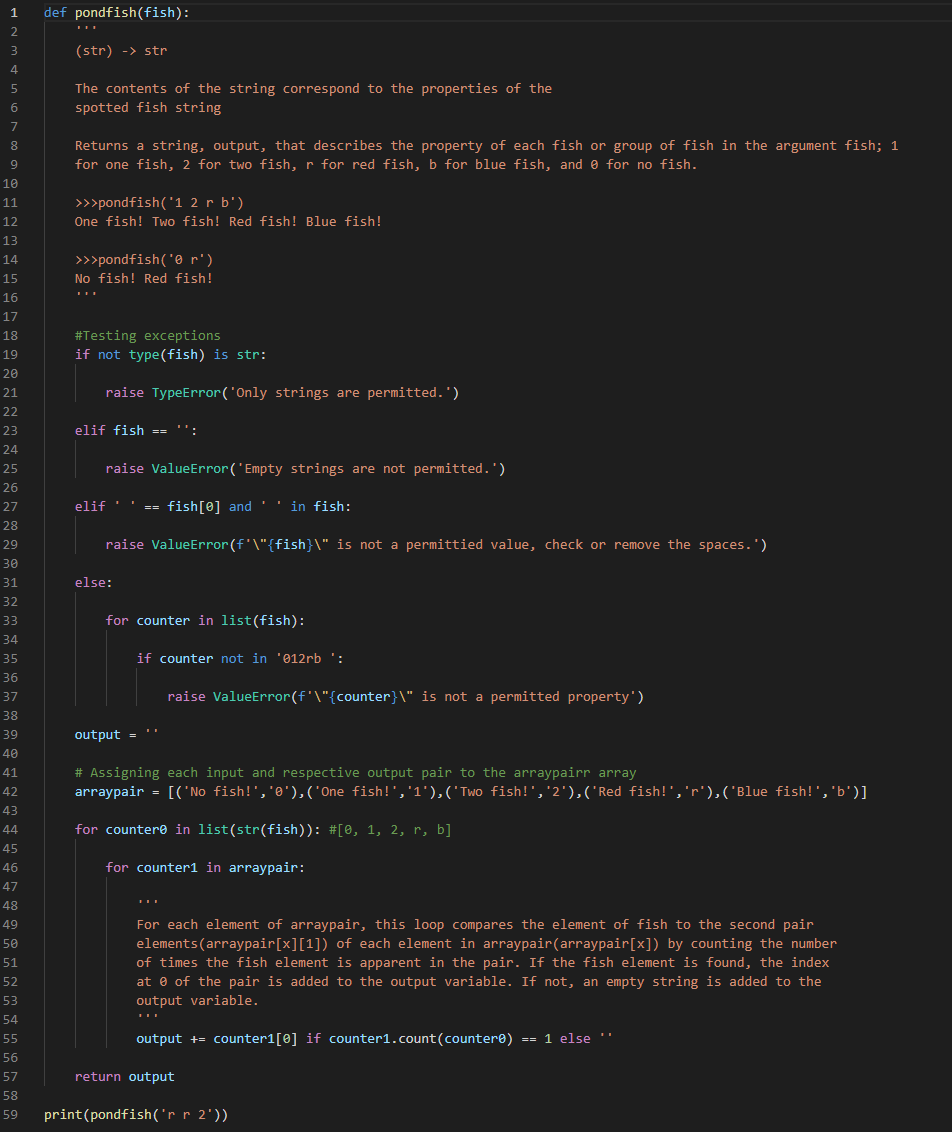 1 def pondfish(fish):
2 '''
3 (str) -> str
4
5 The contents of the string correspond to the properties of the
6 spotted fish string
7
8 Returns a string, output, that describes the property of each fish or group of fish in the argument fish; 1
9 for one fish, 2 for two fish, r for red fish, b for blue fish, and 0 for no fish.
10
11 >>>pondfish('1 2 r b')
12 One fish! Two fish! Red fish! Blue fish!
13
14 >>>pondfish('0 r')
15 No fish! Red fish!
16 '''
17
18 #Testing exceptions
19 if not type(fish) is str:
20
21 raise TypeError('Only strings are permitted.')
22
23 elif fish == '':
24
25 raise ValueError('Empty strings are not permitted.')
26
27 elif ' ' == fish[0] and ' ' in fish:
28
29 raise ValueError(f'\"{fish}\" is not a permittied value, check or remove the spaces.')
30
31 else:
32
33 for counter in list(fish):
34
35 if counter not in '012rb ':
36
37 raise ValueError(f'\"{counter}\" is not a permitted property')
38
39 output = ''
40
41 # Assigning each input and respective output pair to the arraypairr array
42 arraypair = [('No fish!','0'),('One fish!','1'),('Two fish!','2'),('Red fish!','r'),('Blue fish!','b')]
43
44 for counter0 in list(str(fish)): #[0, 1, 2, r, b]
45
46 for counter1 in arraypair:
47
48 '''
49 For each element of arraypair, this loop compares the element of fish to the second pair
50 elements(arraypair[x][1]) of each element in arraypair(arraypair[x]) by counting the number
51 of times the fish element is apparent in the pair. If the fish element is found, the index
52 at 0 of the pair is added to the output variable. If not, an empty string is added to the
53 output variable.
54 '''
55 output += counter1[0] if counter1.count(counter0) == 1 else ''
56
57 return output
58
59 print(pondfish('r r 2'))